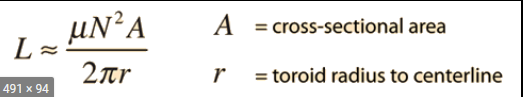 L ≈ μN²A / 2πr
A = cross-sectional area
r = toroid radius to centerline
491 × 94